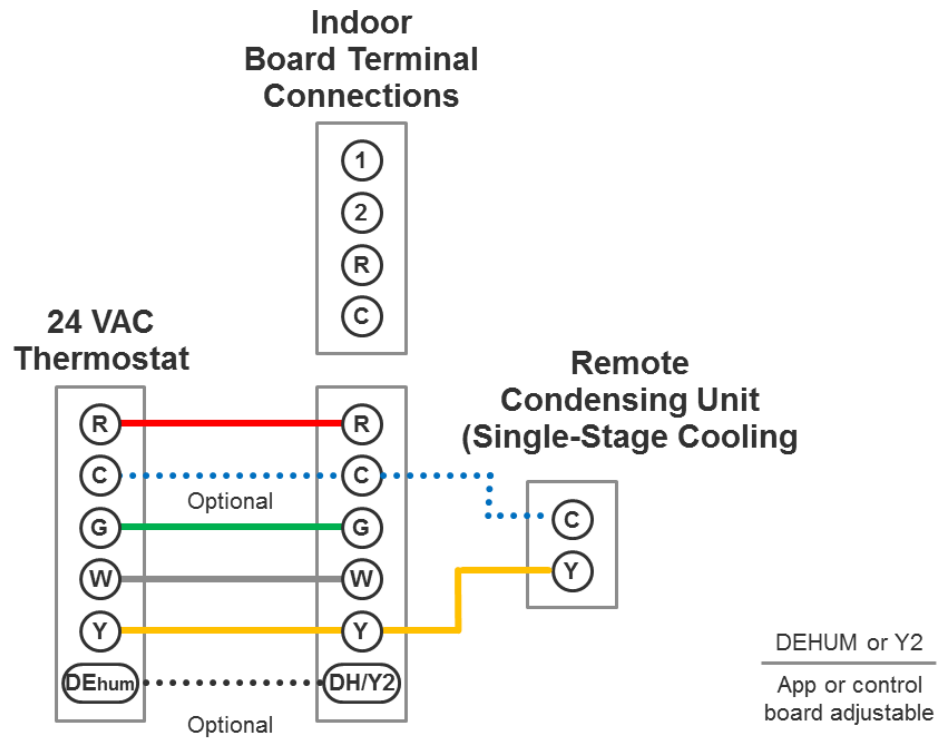 Indoor
Board Terminal
Connections
1
2
R
C
24 VAC
Thermostat
Remote
Condensing Unit
(Single-Stage Cooling
R
R
C
C
Optional
C
G
G
Y
W
W
Y
Y
DEhum
DH/Y2
Optional
DEHUM or Y2
App or control
board adjustable